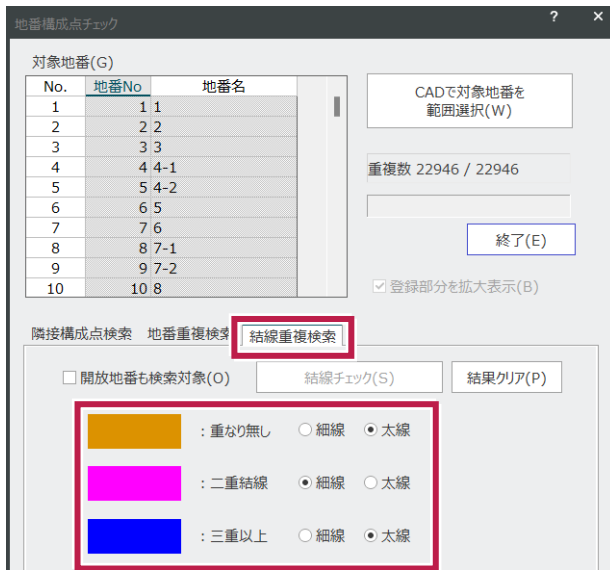 地番構成点チェック ? ×
対象地番(G)
No. 地番No 地番名
1 1 1
2 2 2
3 3 3
4 4 4-1
5 5 4-2
6 6 5
7 7 6
8 8 7-1
9 9 7-2
10 10 8
CADで対象地番を
範囲選択(W)
重複数 22946 / 22946
終了(E)
登録部分を拡大表示(B)
隣接構成点検索 地番重複検索 結線重複検索
開放地番も検索対象(O) 結線チェック(S) 結果クリア(P)
:重なり無し 細線 太線
:二重結線 細線 太線
:三重以上 細線 太線